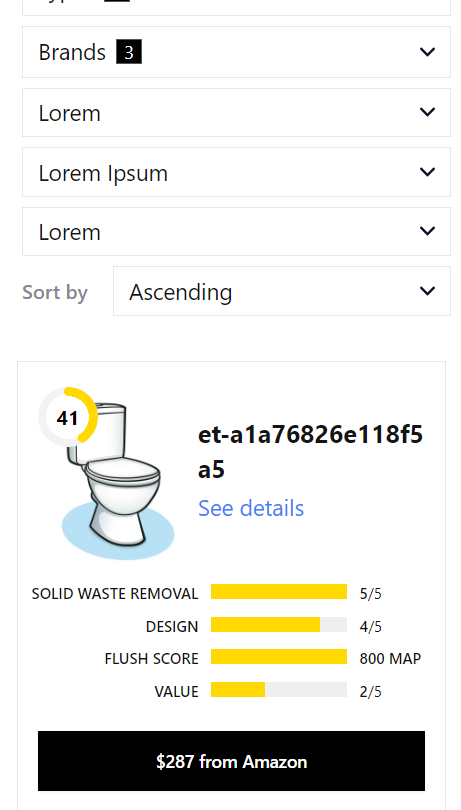 Brands 3
Lorem
Lorem Ipsum
Lorem
Sort by Ascending
41
et-a1a76826e118f5
a5
See details
SOLID WASTE REMOVAL 5/5
DESIGN 4/5
FLUSH SCORE 800 MAP
VALUE 2/5
$287 from Amazon